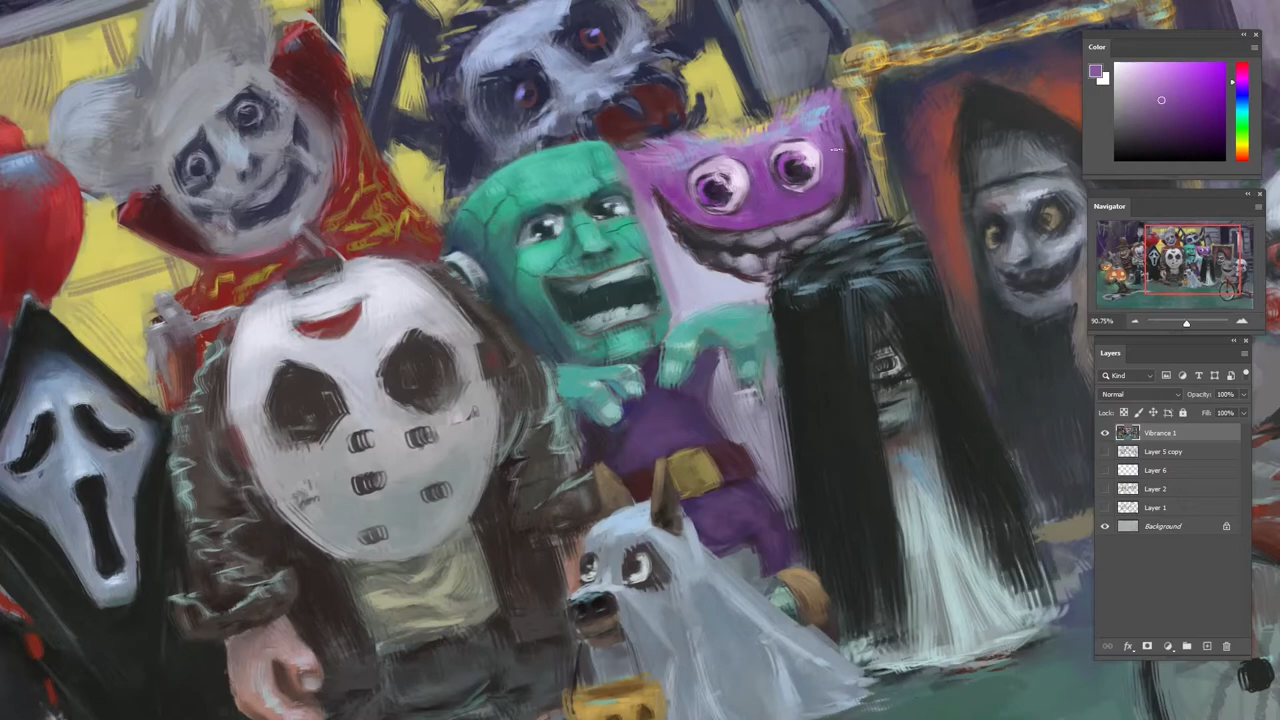 Color
Navigator
90.75%
Layers
Kind
Normal
Opacity: 100%
Lock:
Fill: 100%
Vibrance 1
Layer 5 copy
Layer 6
Layer 2
Layer 1
Background
fx